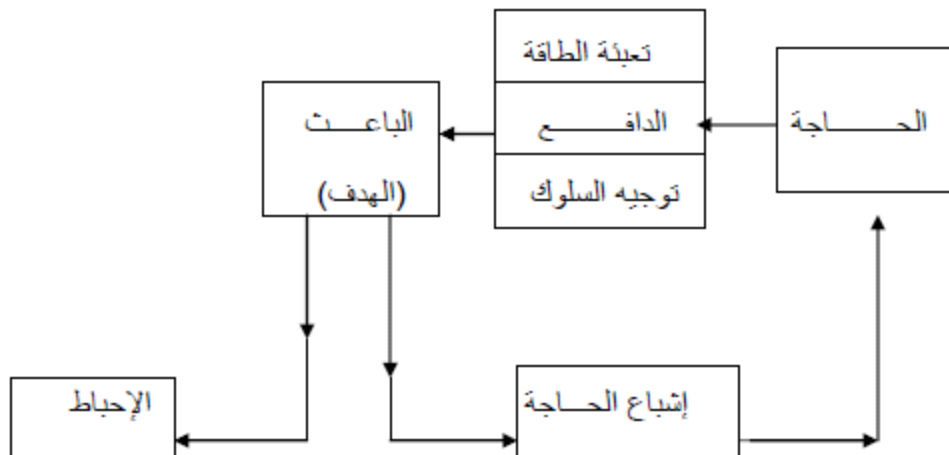 الحاجة
تعبئة الطاقة
الدافع
توجيه السلوك
الباعث
(الهدف)
إشباع الحاجة
الإحباط